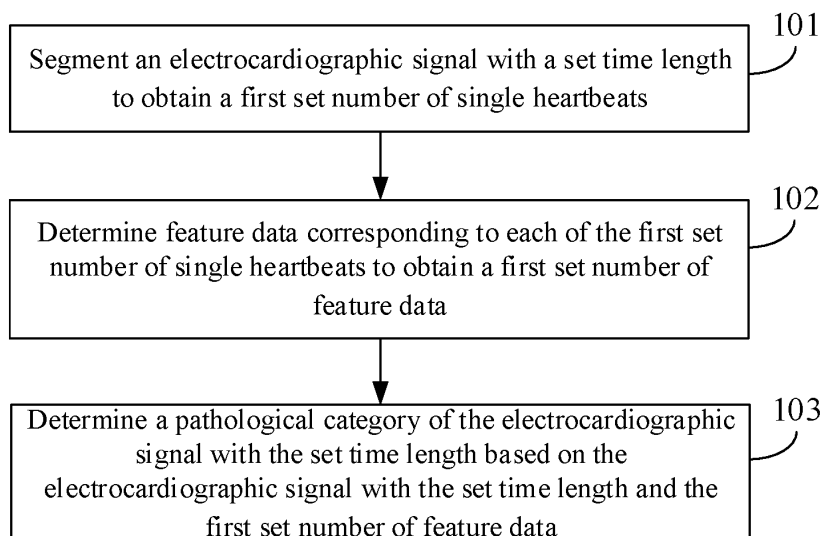 101
Segment an electrocardiographic signal with a set time length
to obtain a first set number of single heartbeats
102
Determine feature data corresponding to each of the first set
number of single heartbeats to obtain a first set number of
feature data
103
Determine a pathological category of the electrocardiographic
signal with the set time length based on the
electrocardiographic signal with the set time length and the
first set number of feature data